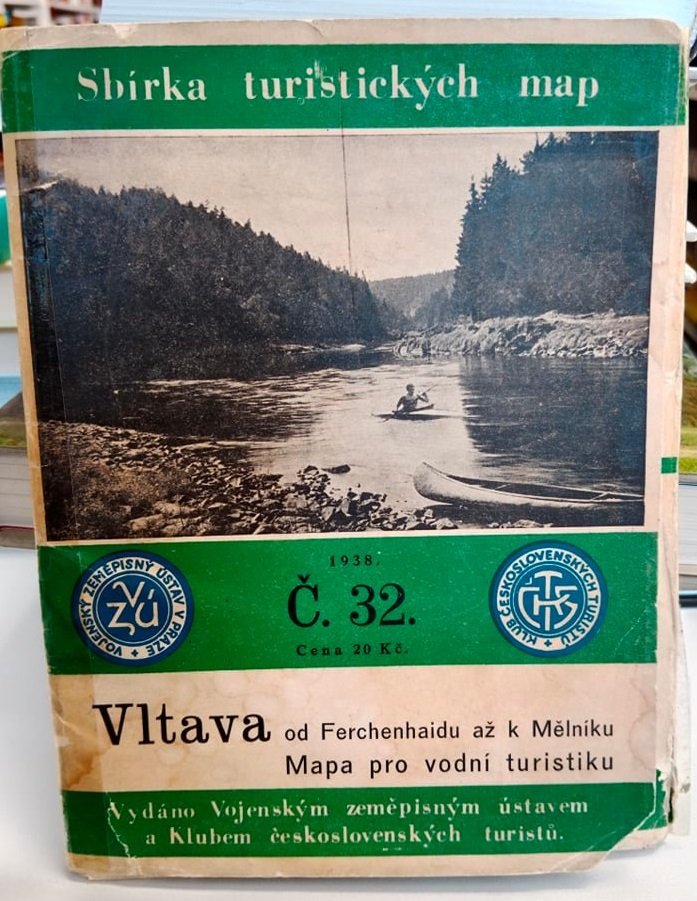 Sbírka turistických map
VOJENSKÝ ZEMĚPISNÝ ÚSTAV V PRAZE
VZÚ
1938.
Č. 32.
Cena 20 Kč.
KLUB ČESKOSLOVENSKÝCH TURISTŮ
KČST
Vltava od Ferchenhaidu až k Mělníku
Mapa pro vodní turistiku
Vydáno Vojenským zeměpisným ústavem
a Klubem československých turistů.